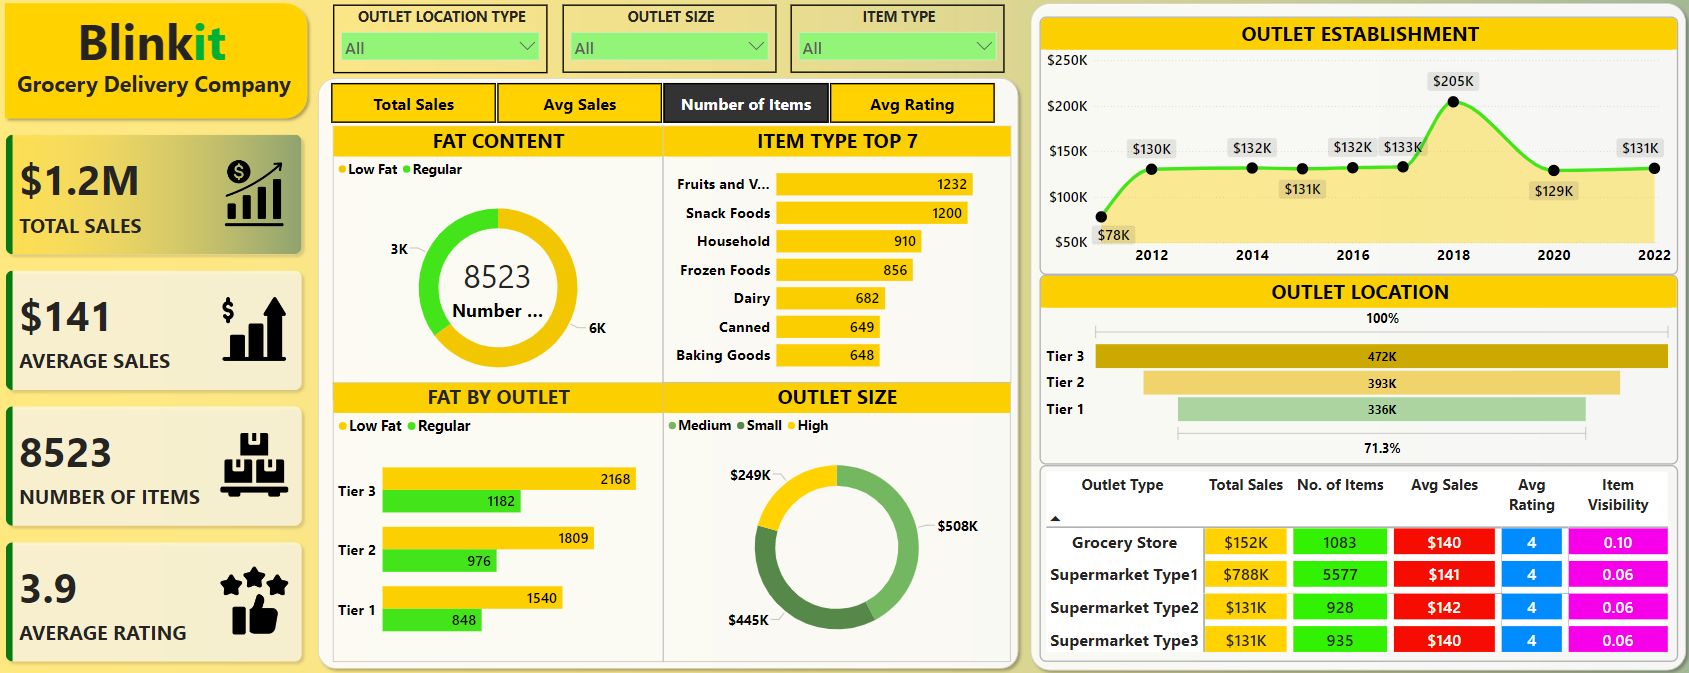 Blinkit
Grocery Delivery Company
$1.2M
TOTAL SALES
$141
AVERAGE SALES
8523
NUMBER OF ITEMS
3.9
AVERAGE RATING
OUTLET LOCATION TYPE
All
OUTLET SIZE
All
ITEM TYPE
All
Total Sales
Avg Sales
Number of Items
Avg Rating
FAT CONTENT
Low Fat Regular
3K
8523
Number ...
6K
ITEM TYPE TOP 7
Fruits and V... 1232
Snack Foods 1200
Household 910
Frozen Foods 856
Dairy 682
Canned 649
Baking Goods 648
FAT BY OUTLET
Low Fat Regular
Tier 3 2168
1182
Tier 2 1809
976
Tier 1 1540
848
OUTLET SIZE
Medium Small High
$249K
$508K
$445K
OUTLET ESTABLISHMENT
$250K
$200K
$150K
$100K
$50K
$78K
$130K
$132K
$131K
$132K
$133K
$205K
$129K
$131K
2012 2014 2016 2018 2020 2022
OUTLET LOCATION
100%
Tier 3 472K
Tier 2 393K
Tier 1 336K
71.3%
Outlet Type Total Sales No. of Items Avg Sales Avg Rating Item Visibility
Grocery Store $152K 1083 $140 4 0.10
Supermarket Type1 $788K 5577 $141 4 0.06
Supermarket Type2 $131K 928 $142 4 0.06
Supermarket Type3 $131K 935 $140 4 0.06